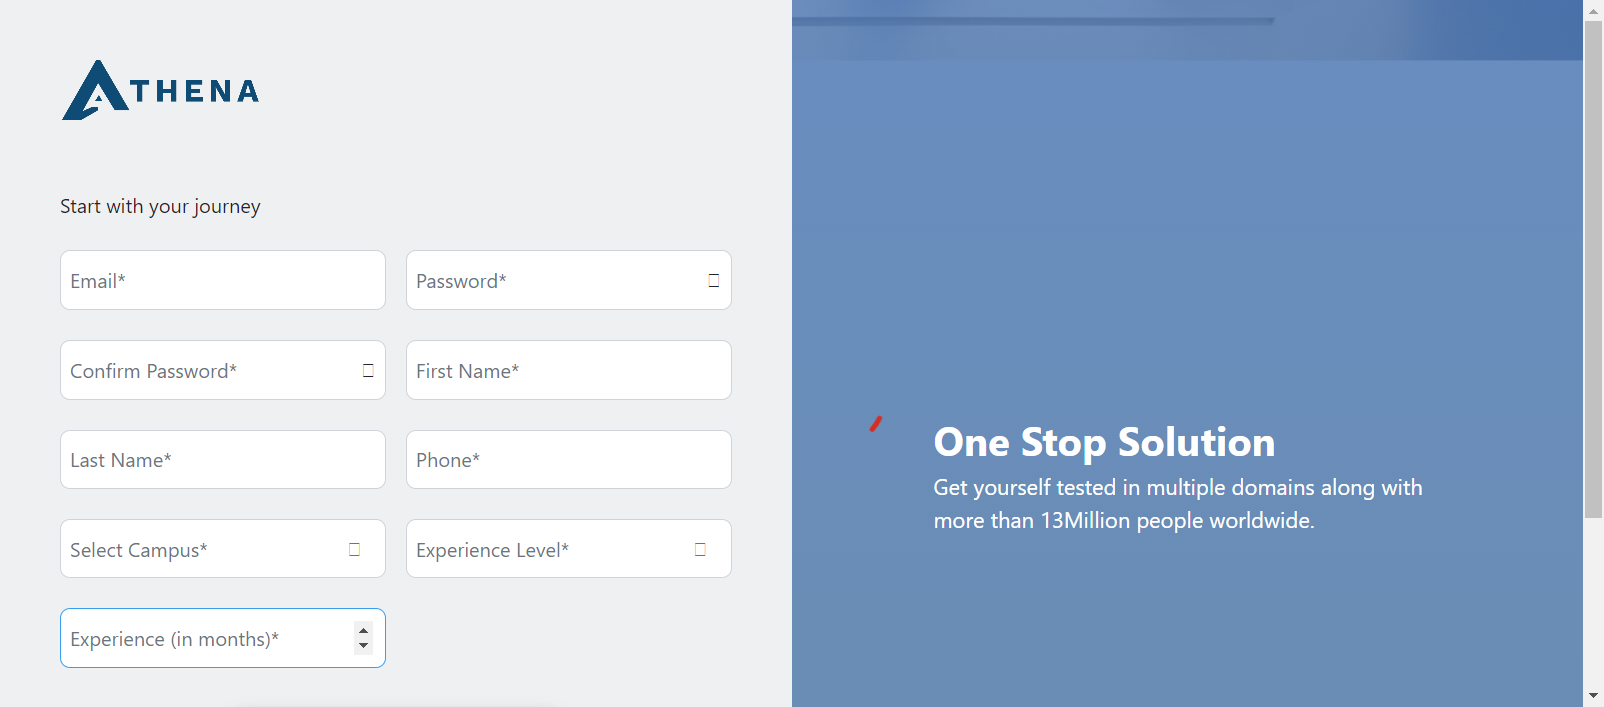 ATHENA
Start with your journey
Email*
Password*
Confirm Password*
First Name*
Last Name*
Phone*
Select Campus*
Experience Level*
Experience (in months)*
One Stop Solution
Get yourself tested in multiple domains along with
more than 13Million people worldwide.